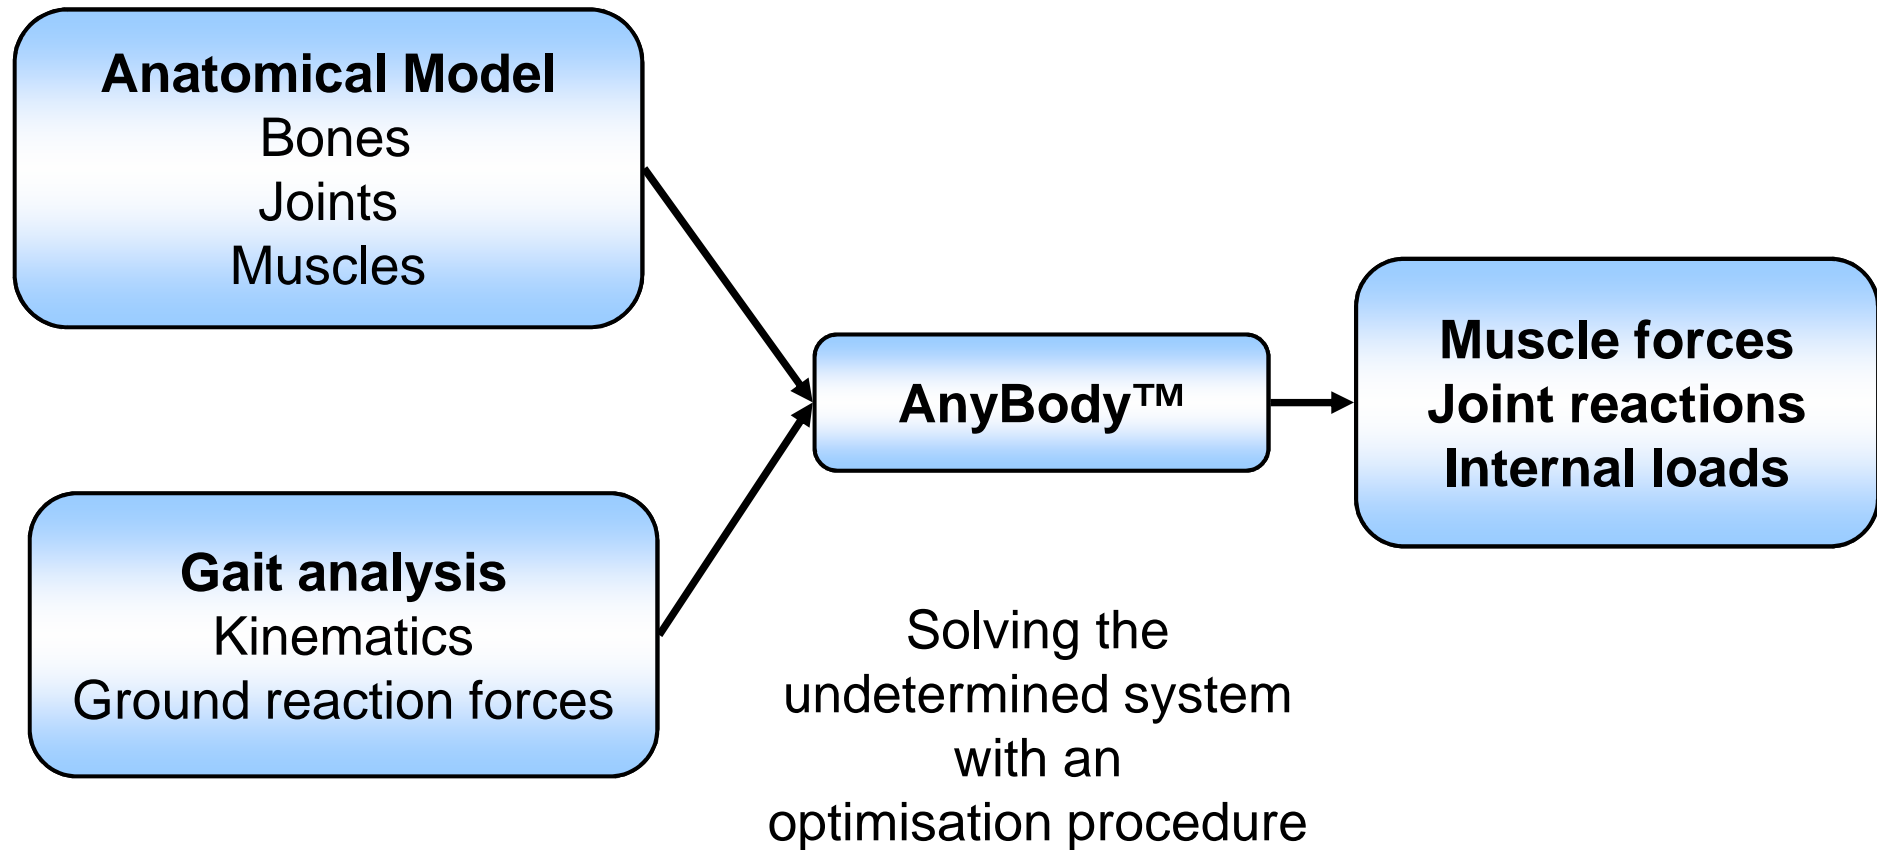 Anatomical Model
Bones
Joints
Muscles
Gait analysis
Kinematics
Ground reaction forces
AnyBody™
Solving the
undetermined system
with an
optimisation procedure
Muscle forces
Joint reactions
Internal loads